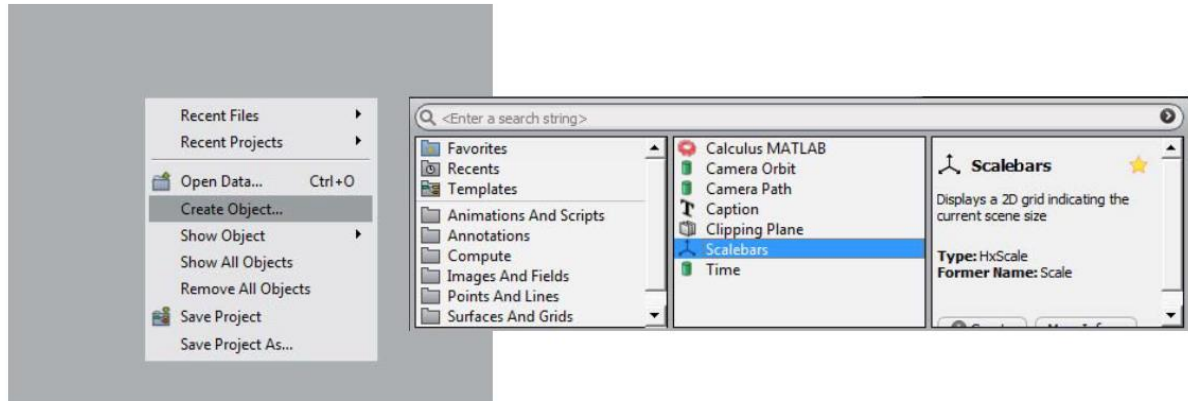 Recent Files
Recent Projects
Open Data... Ctrl+O
Create Object...
Show Object
Show All Objects
Remove All Objects
Save Project
Save Project As...
<Enter a search string>
Favorites
Recents
Templates
Animations And Scripts
Annotations
Compute
Images And Fields
Points And Lines
Surfaces And Grids
Calculus MATLAB
Camera Orbit
Camera Path
Caption
Clipping Plane
Scalebars
Time
Scalebars
Displays a 2D grid indicating the
current scene size
Type: HxScale
Former Name: Scale